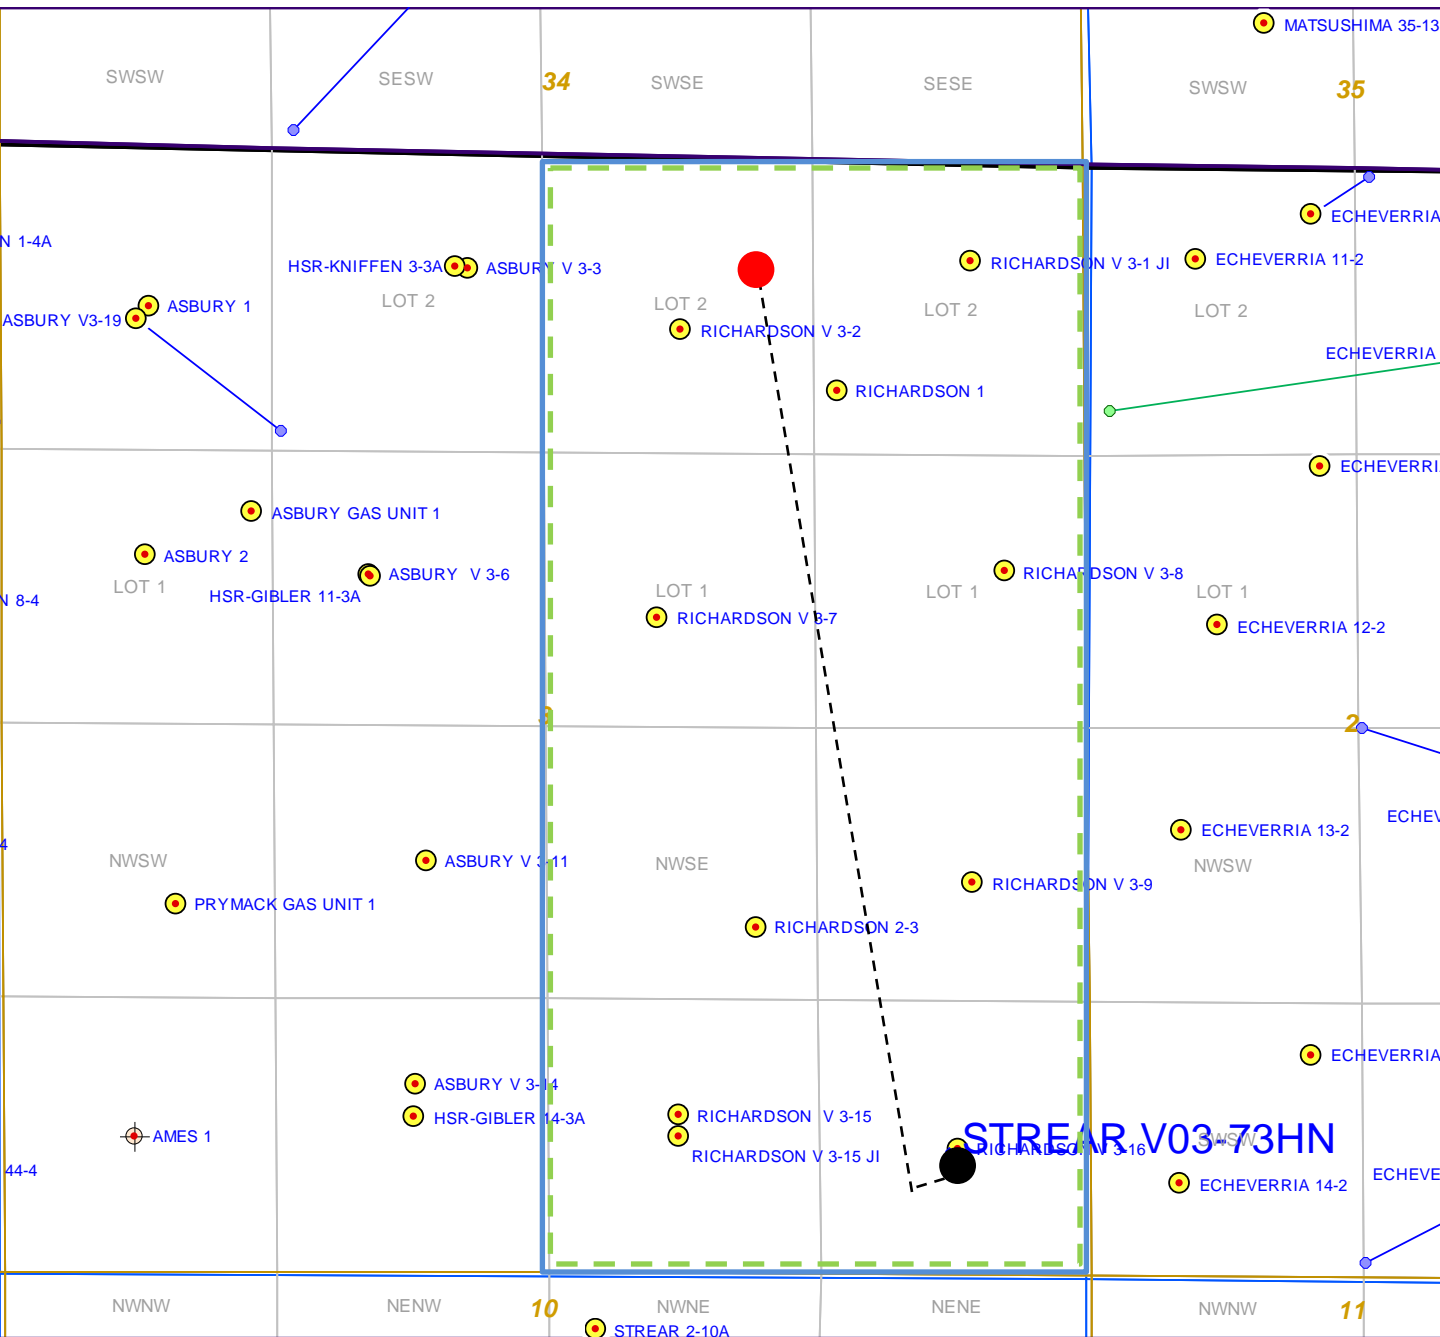 MATSUSHIMA 35-13
SWSW
SESW
34
SWSE
SESE
SWSW
35
ECHEVERRIA
N 1-4A
HSR-KNIFFEN 3-3A
ASBURY V 3-3
RICHARDSON V 3-1 JI
ECHEVERRIA 11-2
LOT 2
LOT 2
LOT 2
LOT 2
ASBURY 1
ASBURY V3-19
RICHARDSON V 3-2
ECHEVERRIA
RICHARDSON 1
ECHEVERRI
ASBURY GAS UNIT 1
ASBURY 2
ASBURY V 3-6
RICHARDSON V 3-8
LOT 1
HSR-GIBLER 11-3A
LOT 1
LOT 1
LOT 1
N 8-4
RICHARDSON V 3-7
ECHEVERRIA 12-2
3
2
ECHEV
ECHEVERRIA 13-2
4
NWSW
ASBURY V 3-11
NWSE
NWSW
RICHARDSON V 3-9
PRYMACK GAS UNIT 1
RICHARDSON 2-3
ECHEVERRIA
ASBURY V 3-14
HSR-GIBLER 14-3A
RICHARDSON V 3-15
AMES 1
STREAR V03-73HN
SWSW
RICHARDSON V 3-16
RICHARDSON V 3-15 JI
44-4
ECHEVE
ECHEVERRIA 14-2
NWNW
NENW
10
NWNE
NENE
NWNW
11
STREAR 2-10A